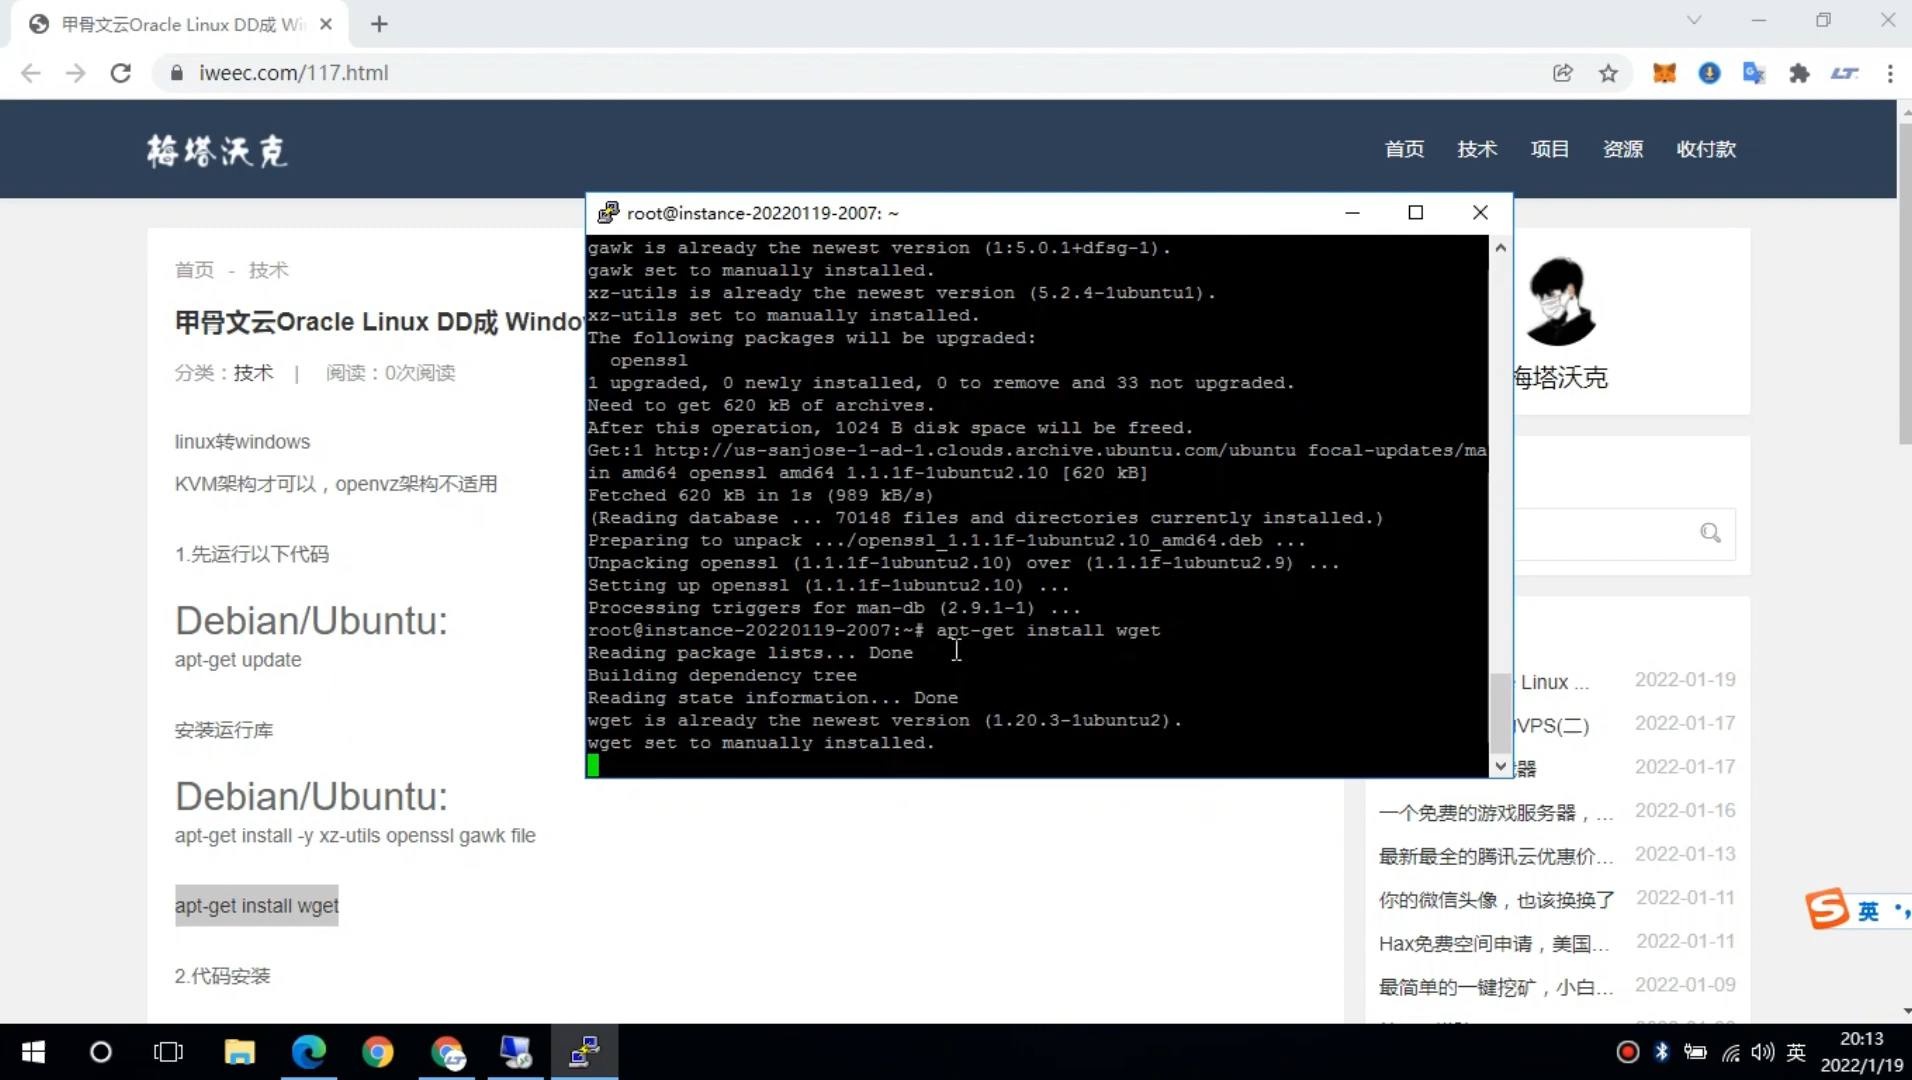 甲骨文云Oracle Linux DD成 Wi
iweec.com/117.html
梅塔沃克
首页 技术 项目 资源 收付款
首页 - 技术
甲骨文云Oracle Linux DD成 Windo
分类：技术 | 阅读：0次阅读
linux转windows
KVM架构才可以，openvz架构不适用
1.先运行以下代码
Debian/Ubuntu:
apt-get update
安装运行库
Debian/Ubuntu:
apt-get install -y xz-utils openssl gawk file
apt-get install wget
2.代码安装
root@instance-20220119-2007: ~
gawk is already the newest version (1:5.0.1+dfsg-1).
gawk set to manually installed.
xz-utils is already the newest version (5.2.4-1ubuntu1).
xz-utils set to manually installed.
The following packages will be upgraded:
openssl
1 upgraded, 0 newly installed, 0 to remove and 33 not upgraded.
Need to get 620 kB of archives.
After this operation, 1024 B disk space will be freed.
Get:1 http://us-sanjose-1-ad-1.clouds.archive.ubuntu.com/ubuntu focal-updates/ma
in amd64 openssl amd64 1.1.1f-1ubuntu2.10 [620 kB]
Fetched 620 kB in 1s (989 kB/s)
(Reading database ... 70148 files and directories currently installed.)
Preparing to unpack .../openssl_1.1.1f-1ubuntu2.10_amd64.deb ...
Unpacking openssl (1.1.1f-1ubuntu2.10) over (1.1.1f-1ubuntu2.9) ...
Setting up openssl (1.1.1f-1ubuntu2.10) ...
Processing triggers for man-db (2.9.1-1) ...
root@instance-20220119-2007:~# apt-get install wget
Reading package lists... Done
Building dependency tree
Reading state information... Done
wget is already the newest version (1.20.3-1ubuntu2).
wget set to manually installed.
梅塔沃克
Linux ... 2022-01-19
VPS(二) 2022-01-17
器 2022-01-17
一个免费的游戏服务器，... 2022-01-16
最新最全的腾讯云优惠价... 2022-01-13
你的微信头像，也该换换了 2022-01-11
Hax免费空间申请，美国... 2022-01-11
最简单的一键挖矿，小白... 2022-01-09
英
英
20:13
2022/1/19